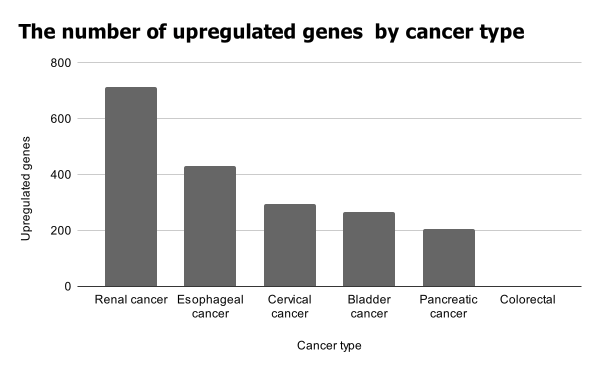 The number of upregulated genes  by cancer type
800
600
400
200
0
Upregulated genes
Renal cancer
Esophageal
cancer
Cervical
cancer
Bladder
cancer
Pancreatic
cancer
Colorectal
Cancer type